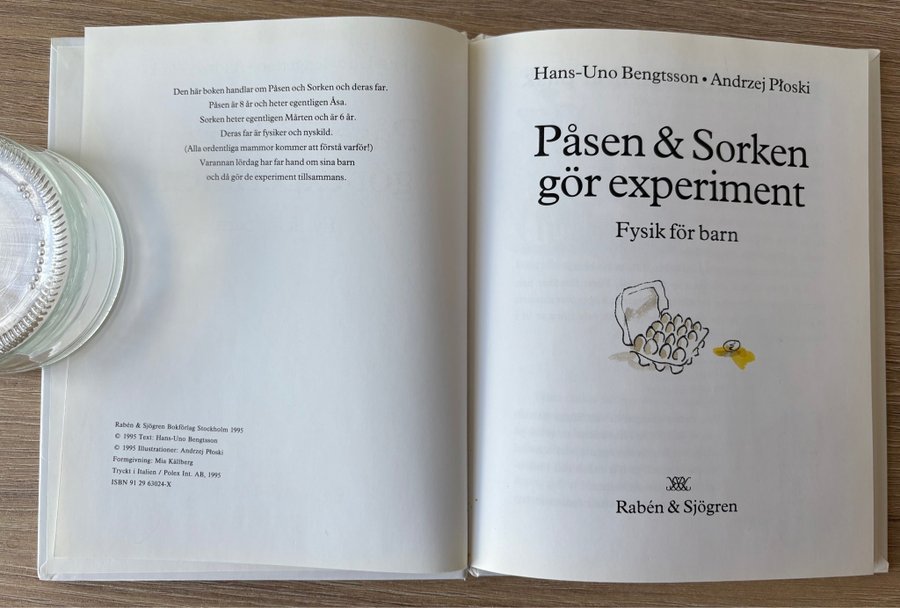 Den här boken handlar om Påsen och Sorken och deras far.
Påsen är 8 år och heter egentligen Åsa.
Sorken heter egentligen Mårten och är 6 år.
Deras far är fysiker och nyskild.
(Alla ordentliga mammor kommer att förstå varför!)
Varannan lördag har far hand om sina barn
och då gör de experiment tillsammans.
Rabén & Sjögren Bokförlag Stockholm 1995
© 1995 Text: Hans-Uno Bengtsson
© 1995 Illustrationer: Andrzej Płoski
Formgivning: Mia Källberg
Tryckt i Italien / Polex Int. AB, 1995
ISBN 91 29 63024-X
Hans-Uno Bengtsson • Andrzej Płoski
Påsen & Sorken
gör experiment
Fysik för barn
Rabén & Sjögren